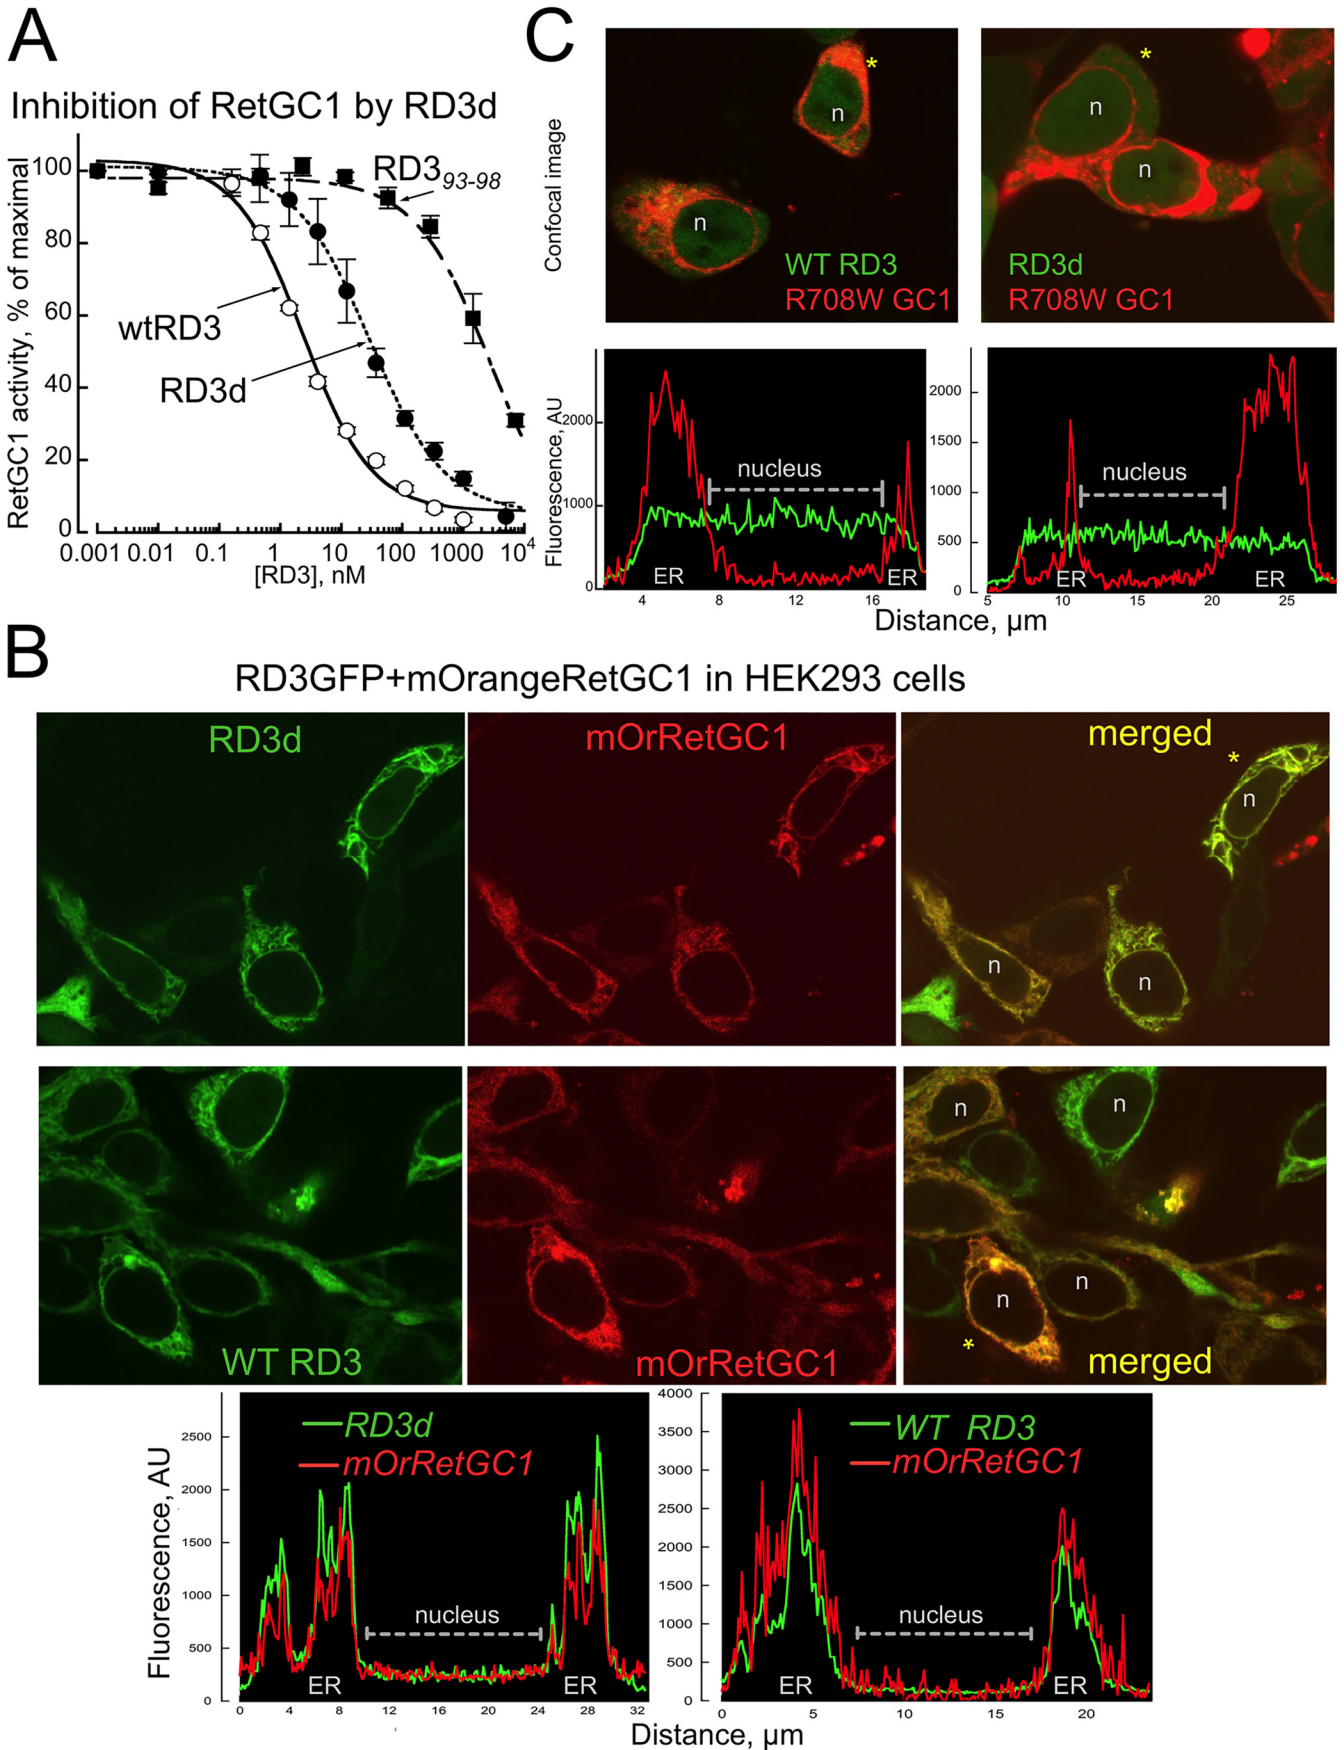 A
Inhibition of RetGC1 by RD3d
RetGC1 activity, % of maximal
100
80
60
40
20
0
RD3 93-98
wtRD3
RD3d
0.001 0.01 0.1 1 10 100 1000 10⁴
[RD3], nM
C
Confocal image
*
n
n
WT RD3
R708W GC1
*
n
n
RD3d
R708W GC1
Fluorescence, AU
2000
1000
0
nucleus
ER
ER
4 8 12 16
2000
1500
1000
500
0
nucleus
ER
ER
5 10 15 20 25
Distance, µm
B
RD3GFP+mOrangeRetGC1 in HEK293 cells
RD3d
mOrRetGC1
merged
*
n
n
n
WT RD3
mOrRetGC1
merged
n
n
n
n
*
Fluorescence, AU
2500
2000
1500
1000
500
0
RD3d
mOrRetGC1
nucleus
ER
ER
0 4 8 12 16 20 24 28 32
4000
3500
3000
2500
2000
1500
1000
500
0
WT RD3
mOrRetGC1
nucleus
ER
ER
0 5 10 15 20
Distance, µm